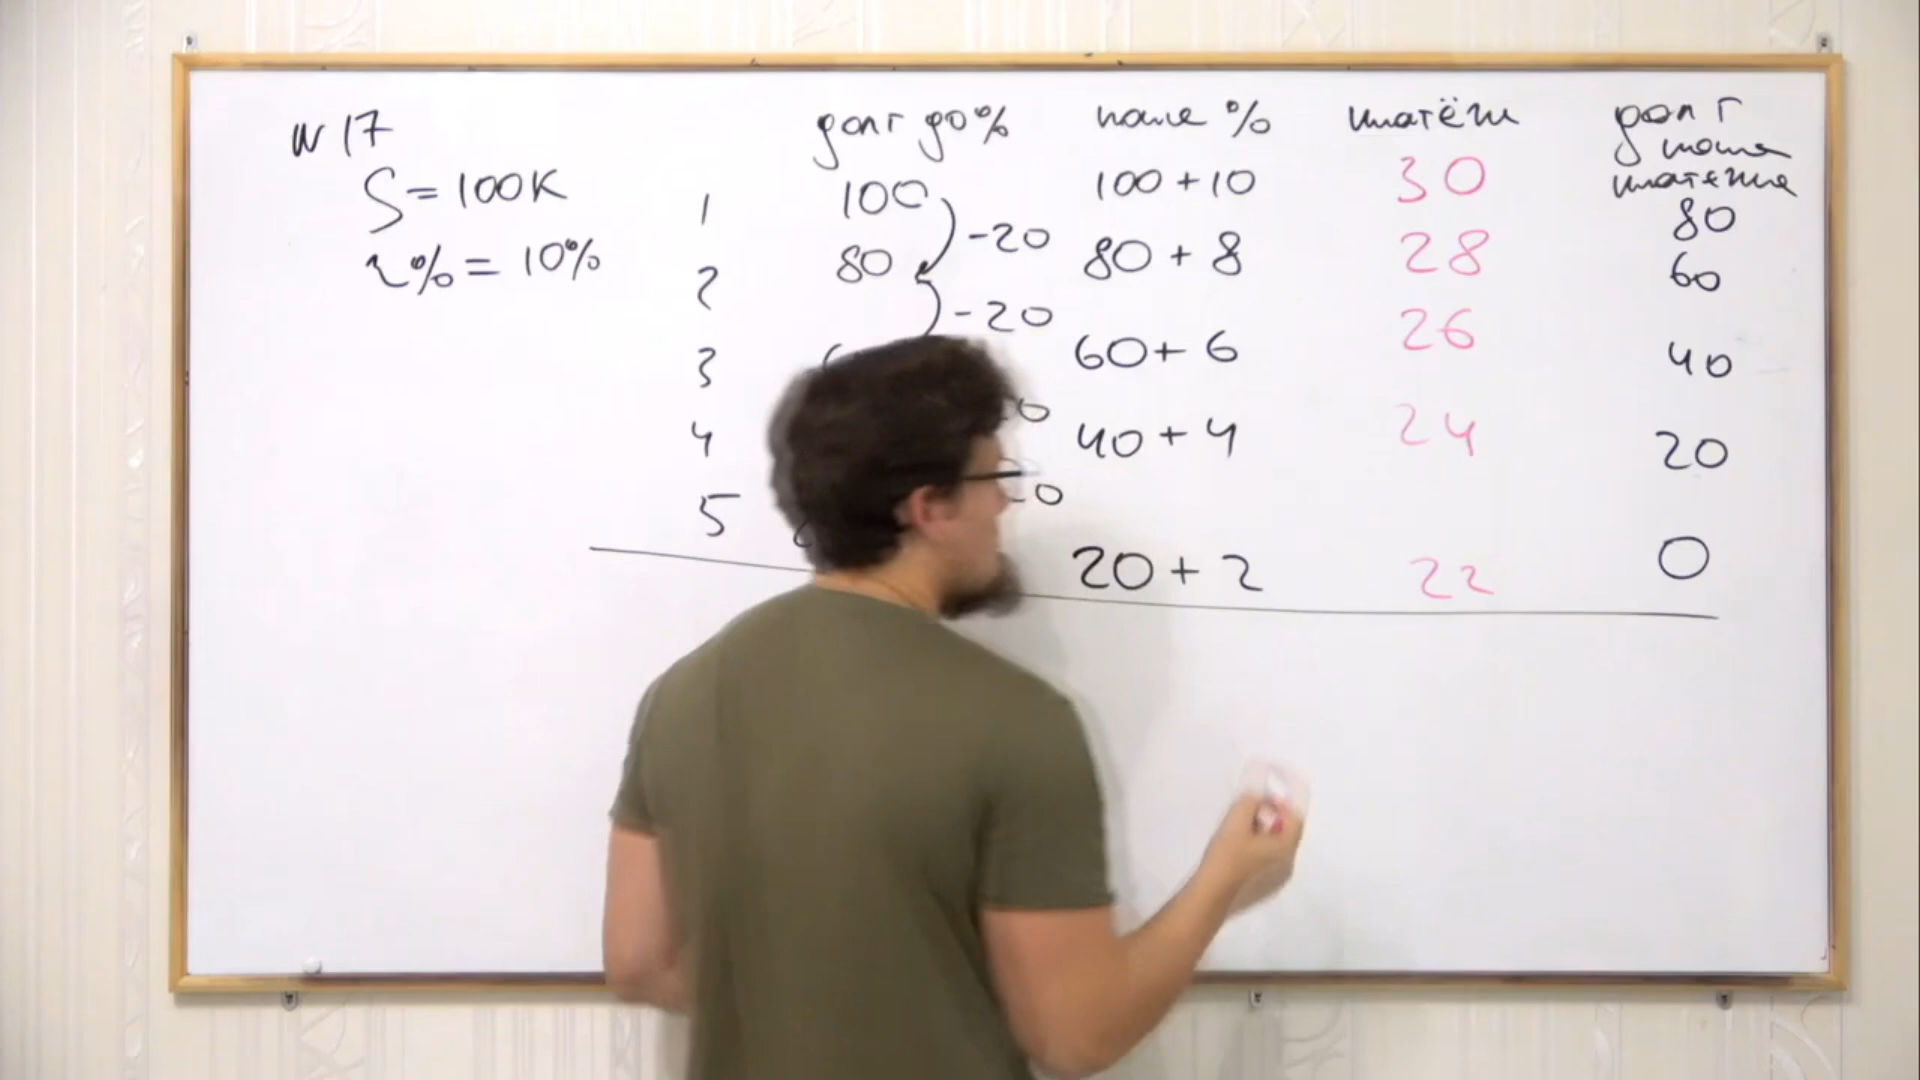 № 17
S = 100К
r% = 10%
долг до % после % платёж долг после платежа
1 100 100 + 10 30 80
-20
2 80 80 + 8 28 60
-20
3 60 + 6 26 40
4 40 + 4 24 20
5 20 + 2 22 0